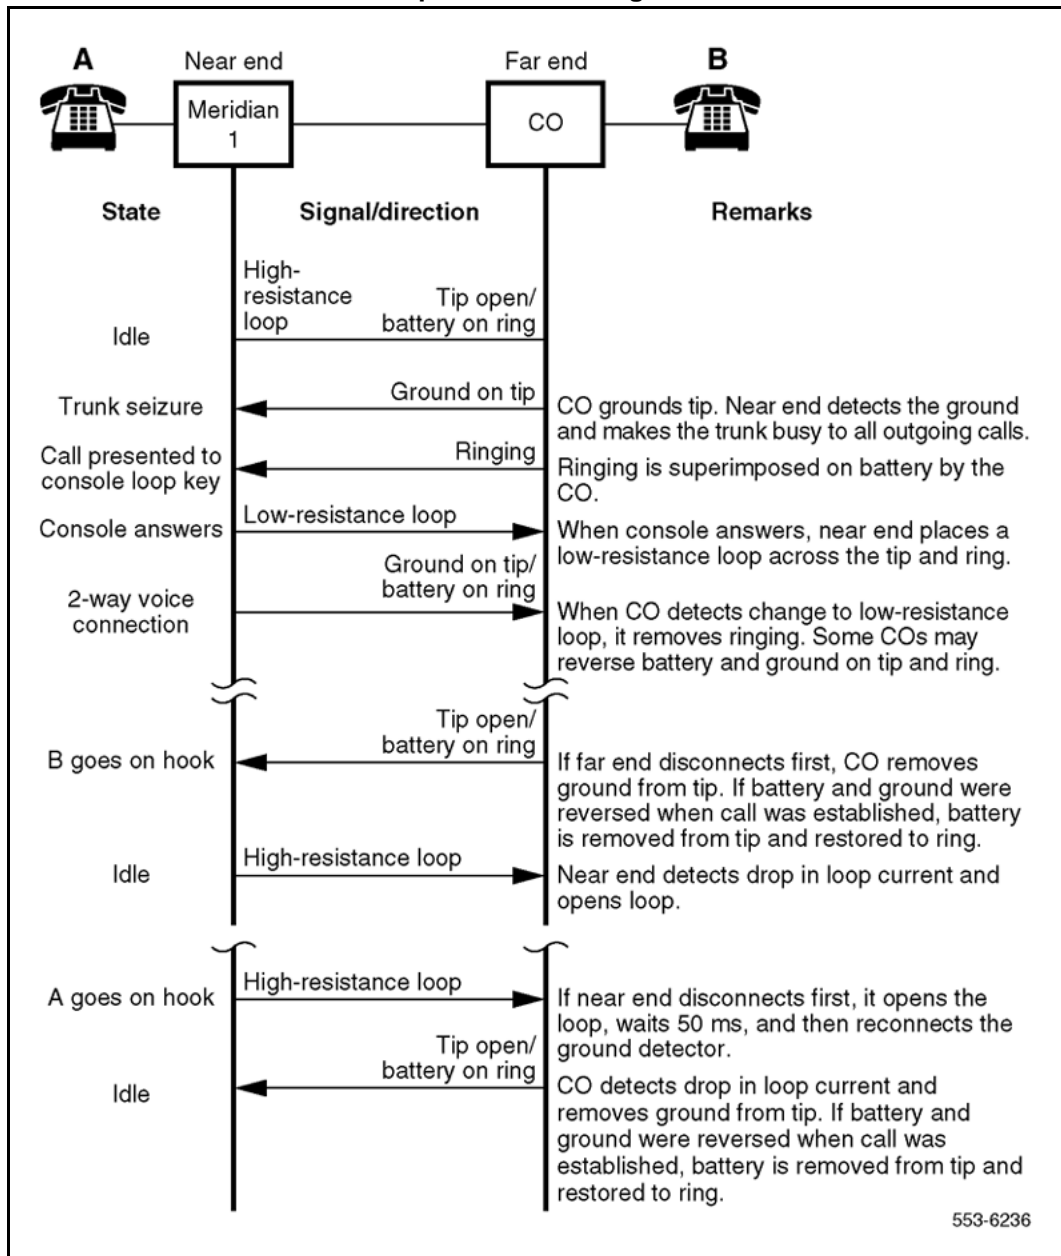 A
Near end
Far end
B
Meridian
1
CO
State
Signal/direction
Remarks
High-
resistance
loop
Tip open/
battery on ring
Idle
Ground on tip
Trunk seizure
CO grounds tip. Near end detects the ground
and makes the trunk busy to all outgoing calls.
Ringing
Call presented to
console loop key
Ringing is superimposed on battery by the
CO.
Low-resistance loop
Console answers
When console answers, near end places a
low-resistance loop across the tip and ring.
Ground on tip/
battery on ring
2-way voice
connection
When CO detects change to low-resistance
loop, it removes ringing. Some COs may
reverse battery and ground on tip and ring.
Tip open/
battery on ring
B goes on hook
If far end disconnects first, CO removes
ground from tip. If battery and ground were
reversed when call was established, battery
is removed from tip and restored to ring.
High-resistance loop
Idle
Near end detects drop in loop current and
opens loop.
High-resistance loop
A goes on hook
If near end disconnects first, it opens the
loop, waits 50 ms, and then reconnects the
ground detector.
Tip open/
battery on ring
Idle
CO detects drop in loop current and
removes ground from tip. If battery and
ground were reversed when call was
established, battery is removed from tip and
restored to ring.
553-6236